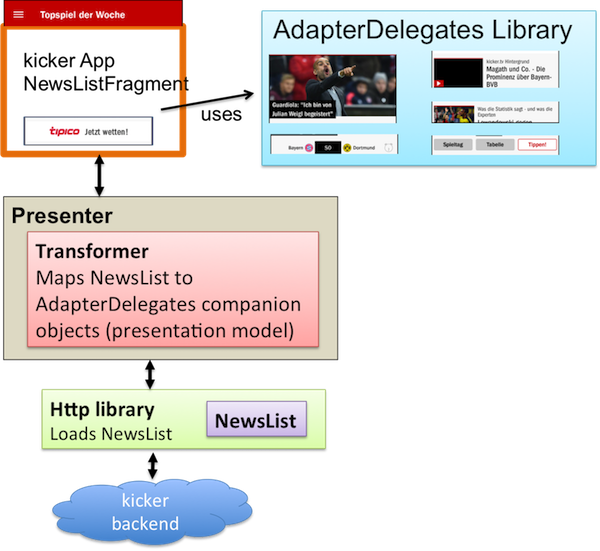 Topspiel der Woche
AdapterDelegates Library
kicker App
NewsListFragment
uses
tipico Jetzt wetten!
Guardiola: "Ich bin von
Julian Weigl begeistert"
Bayern SO Dortmund
kicker.tv Hintergrund
Magath und Co. - Die
Prominenz über Bayern-
BVB
Was die Statistik sagt - und was die
Experten
Spieltag Tabelle Tippen!
Presenter
Transformer
Maps NewsList to
AdapterDelegates companion
objects (presentation model)
Http library
Loads NewsList
NewsList
kicker
backend